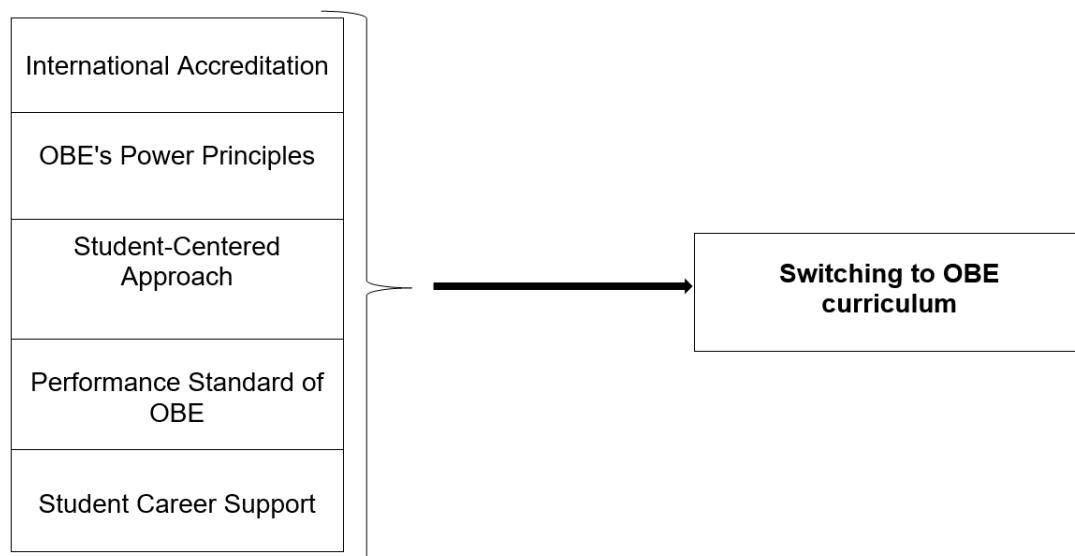 International Accreditation
OBE's Power Principles
Student-Centered
Approach
Performance Standard of
OBE
Student Career Support
Switching to OBE
curriculum